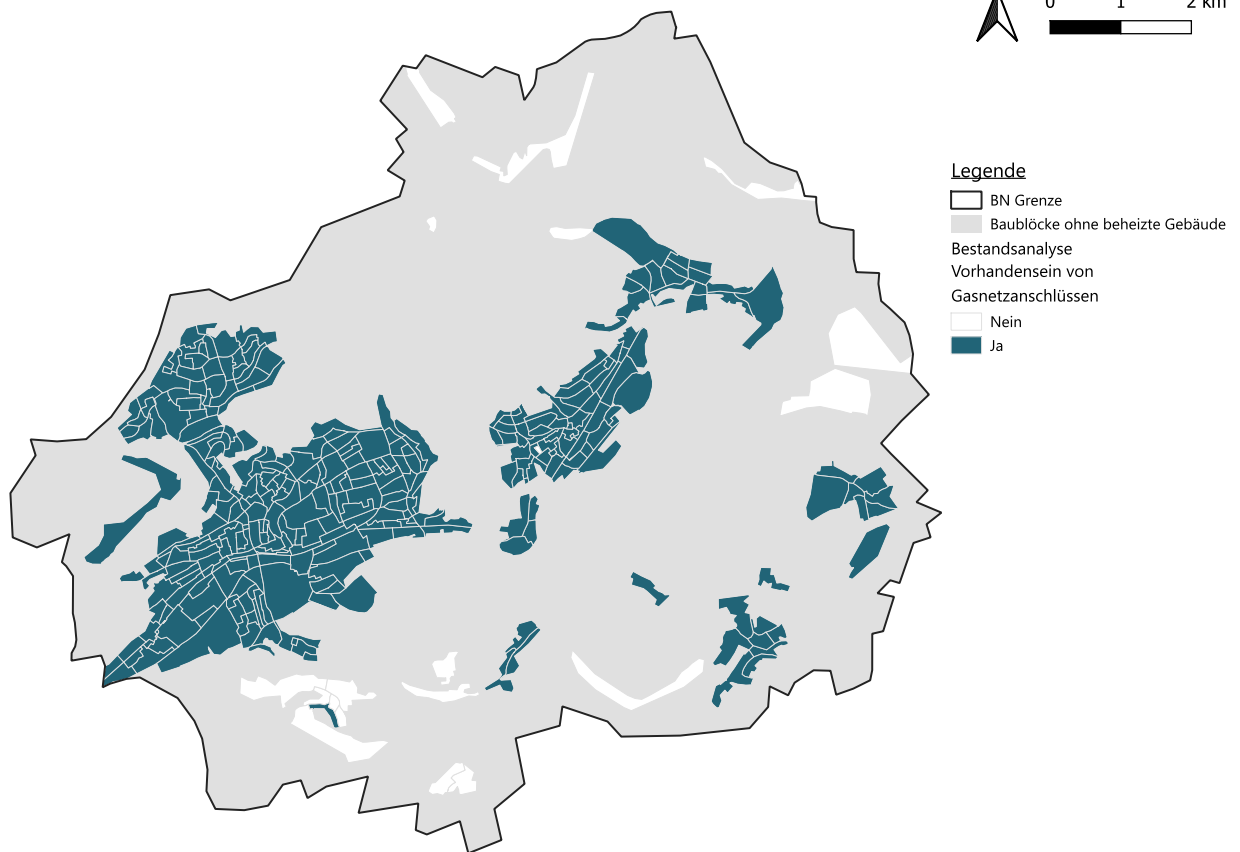 0 1 2 km
Legende
BN Grenze
Baublöcke ohne beheizte Gebäude
Bestandsanalyse
Vorhandensein von
Gasnetzanschlüssen
Nein
Ja